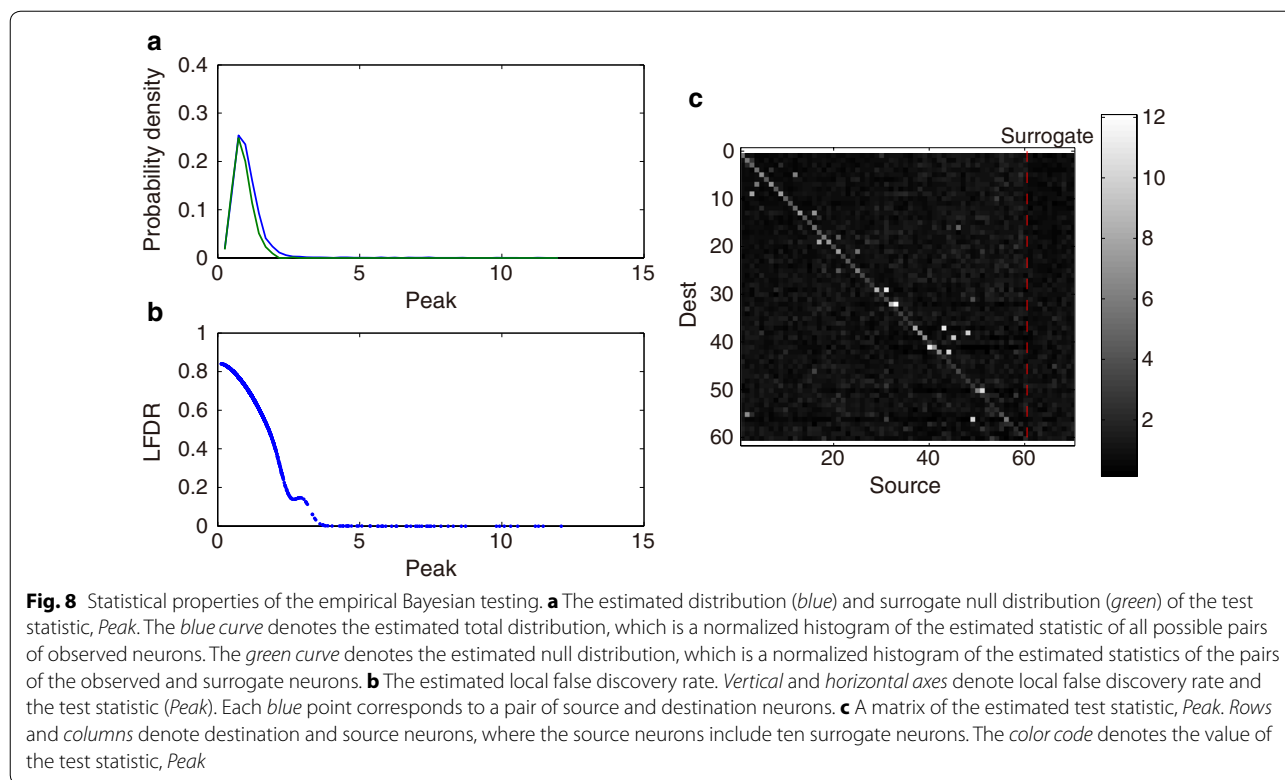 a
0.4
0.3
0.2
0.1
0
Probability density
0 5 10 15
Peak
b
1
0.8
0.6
0.4
0.2
0
LFDR
0 5 10 15
Peak
c
Surrogate
0
10
20
30
40
50
60
Dest
20 40 60
Source
12
10
8
6
4
2
Fig. 8 Statistical properties of the empirical Bayesian testing. a The estimated distribution (blue) and surrogate null distribution (green) of the test
statistic, Peak. The blue curve denotes the estimated total distribution, which is a normalized histogram of the estimated statistic of all possible pairs
of observed neurons. The green curve denotes the estimated null distribution, which is a normalized histogram of the estimated statistics of the pairs
of the observed and surrogate neurons. b The estimated local false discovery rate. Vertical and horizontal axes denote local false discovery rate and
the test statistic (Peak). Each blue point corresponds to a pair of source and destination neurons. c A matrix of the estimated test statistic, Peak. Rows
and columns denote destination and source neurons, where the source neurons include ten surrogate neurons. The color code denotes the value of
the test statistic, Peak